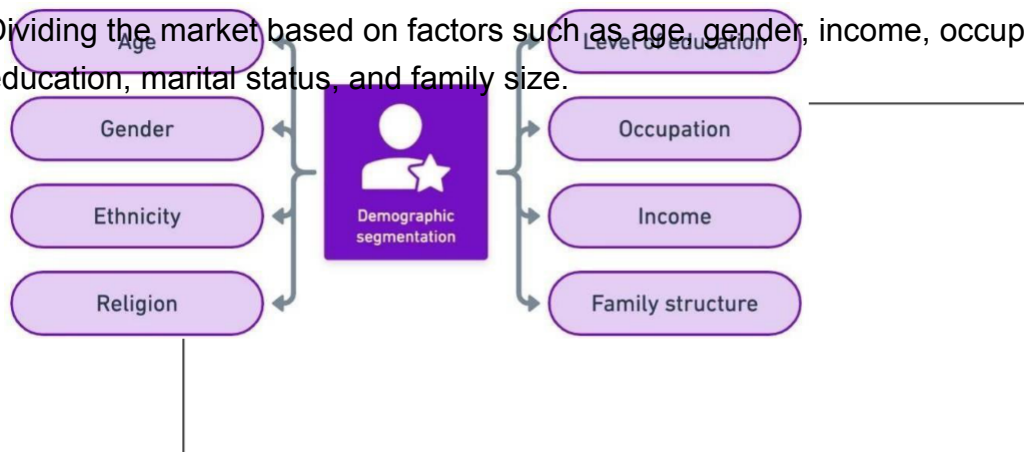 Dividing the market based on factors such as age, gender, income, occup
education, marital status, and family size.
Age
Gender
Ethnicity
Religion
Demographic
segmentation
Level of education
Occupation
Income
Family structure